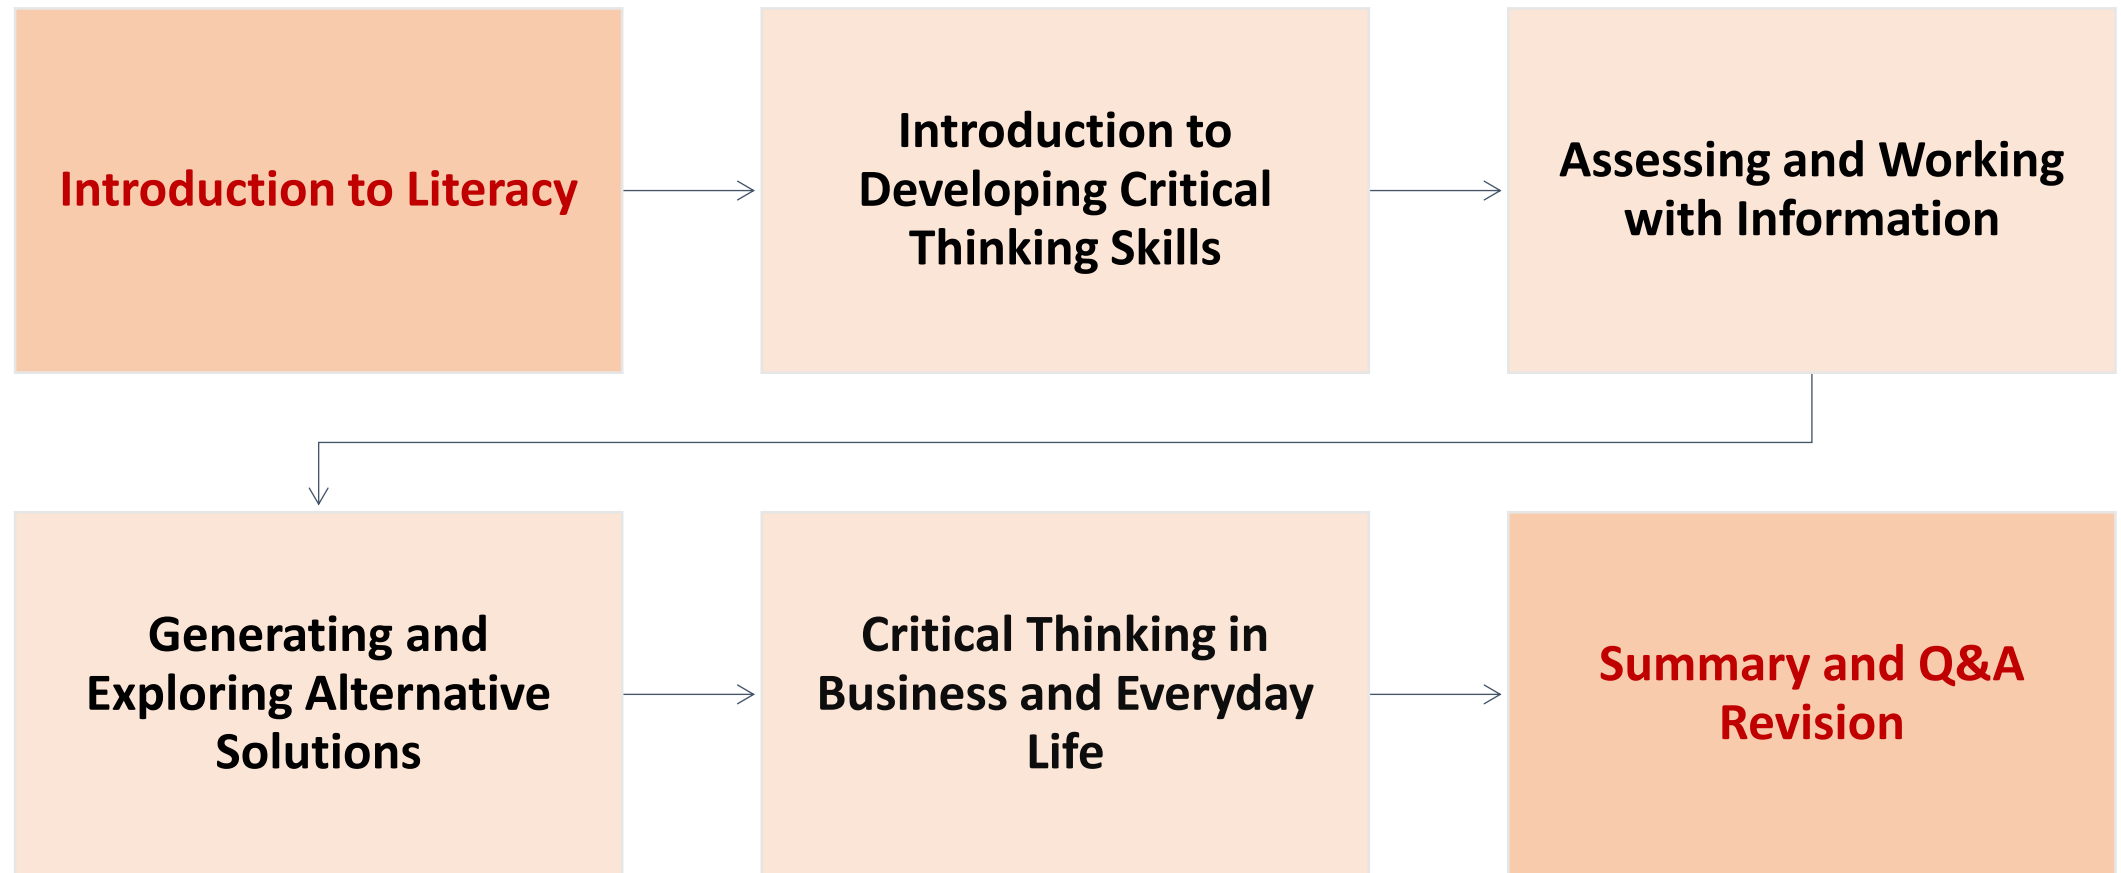 Introduction to Literacy
Introduction to
Developing Critical
Thinking Skills
Assessing and Working
with Information
Generating and
Exploring Alternative
Solutions
Critical Thinking in
Business and Everyday
Life
Summary and Q&A
Revision